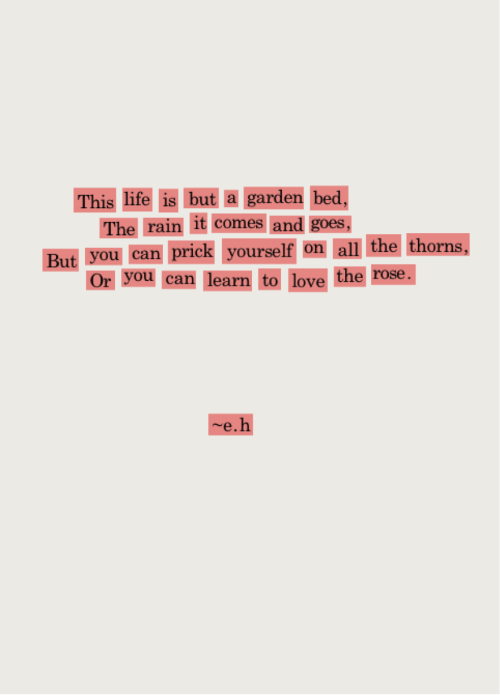 This life is but a garden bed,
The rain it comes and goes,
But you can prick yourself on all the thorns,
Or you can learn to love the rose.
~e.h